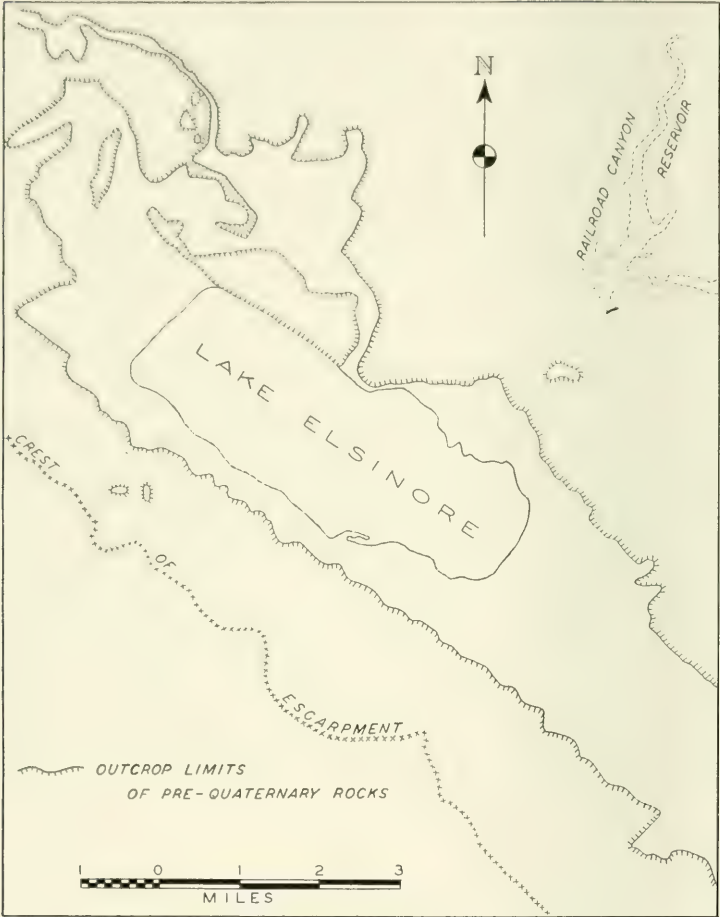 N
RAILROAD CANYON
RESERVOIR
LAKE ELSINORE
CREST
OF
ESCARPMENT
OUTCROP LIMITS
OF PRE-QUATERNARY ROCKS
1 0 1 2 3
MILES